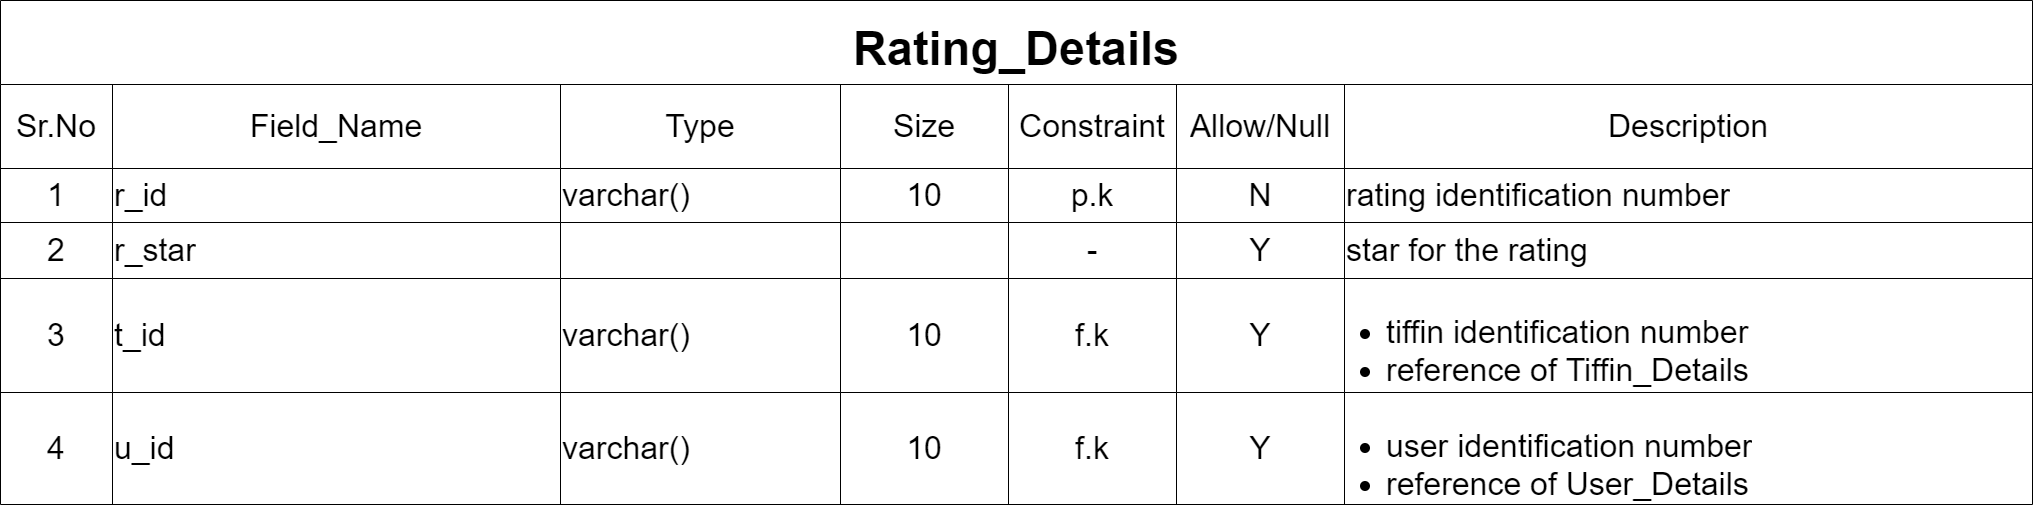 Rating_Details
Sr.No Field_Name Type Size Constraint Allow/Null Description
1 r_id varchar() 10 p.k N rating identification number
2 r_star - Y star for the rating
3 t_id varchar() 10 f.k Y • tiffin identification number
• reference of Tiffin_Details
4 u_id varchar() 10 f.k Y • user identification number
• reference of User_Details